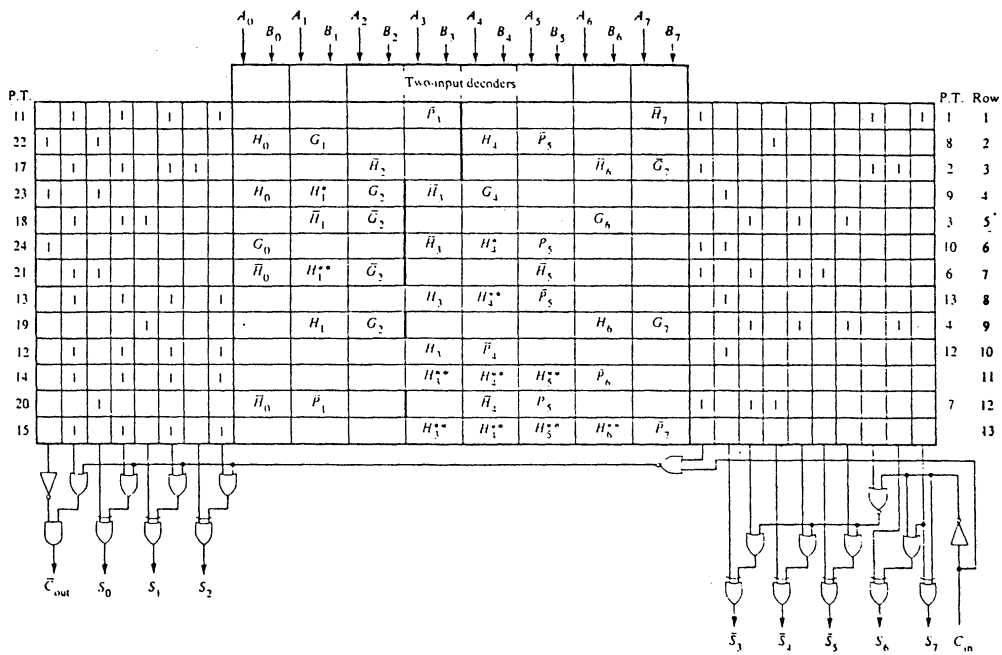 A₀ A₁ A₂ A₃ A₄ A₅ A₆ A₇
B₀ B₁ B₂ B₃ B₄ B₅ B₆ B₇
Two-input decoders
P.T. P.T. Row
11 1 1 1 1 P̄₃ H̄₇ 1 1 1 1 1
22 1 1 H₀ G₁ H₄ P̄₅ 1 8 2
17 1 1 1 1 1 H̄₂ H̄₆ Ḡ₇ 1 1 1 2 3
23 1 1 H₀ H₁* G₂ H̄₃ G₄ 1 9 4
18 1 1 1 1 H̄₁ Ḡ₂ G₆ 1 1 1 3 5
24 1 G₀ H̄₃ H₄* P₅ 1 1 10 6
21 1 1 1 H̄₀ H₁** Ḡ₂ H̄₅ 1 1 1 1 1 6 7
13 1 1 1 1 H₃ H₄** P̄₅ 1 13 8
19 1 H₁ G₂ H₆ G₇ 1 1 1 1 4 9
12 1 1 1 1 H₃ P̄₄ 1 12 10
14 1 1 1 1 H₃** H₄** H₅** P̄₆ 11
20 1 H̄₀ P̄₁ H̄₄ P₅ 1 1 1 7 12
15 1 1 1 1 H₃** H₄** H₅** H₆** P̄₇ 13
C̄out S₀ S₁ S₂
S̄₃ S̄₄ S̄₅ S₆ S₇ Cin